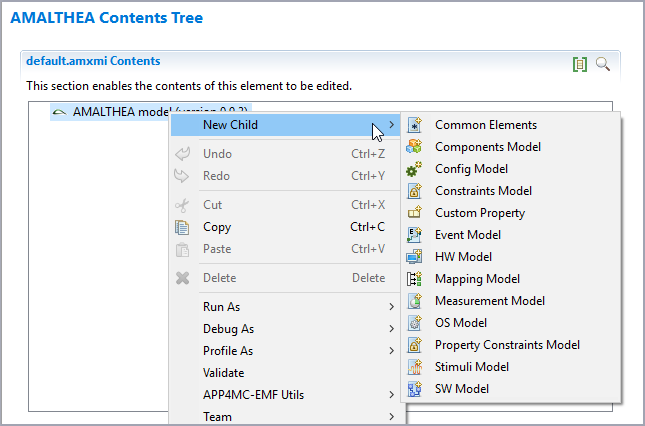 AMALTHEA Contents Tree
default.amxmi Contents
This section enables the contents of this element to be edited.
AMALTHEA model (version 0.9.2)
New Child
Undo Ctrl+Z
Redo Ctrl+Y
Cut Ctrl+X
Copy Ctrl+C
Paste Ctrl+V
Delete Delete
Run As
Debug As
Profile As
Validate
APP4MC-EMF Utils
Team
Common Elements
Components Model
Config Model
Constraints Model
Custom Property
Event Model
HW Model
Mapping Model
Measurement Model
OS Model
Property Constraints Model
Stimuli Model
SW Model